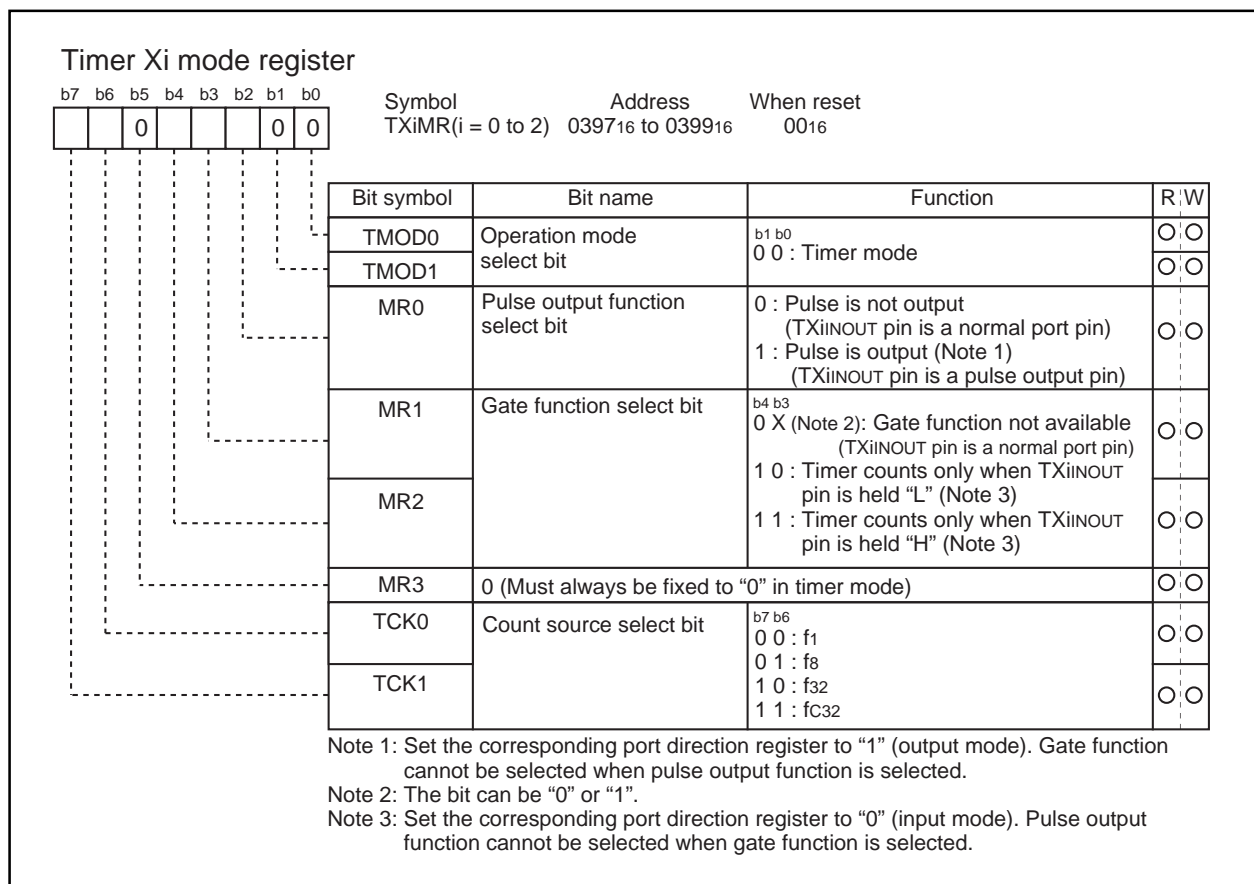 Timer Xi mode register
b7 b6 b5 b4 b3 b2 b1 b0
0 0 0
Symbol Address When reset
TXiMR(i = 0 to 2) 039716 to 039916 0016
Bit symbol Bit name Function R W
TMOD0
TMOD1
Operation mode
select bit
b1 b0
0 0 : Timer mode
MR0
Pulse output function
select bit
0 : Pulse is not output
(TXiINOUT pin is a normal port pin)
1 : Pulse is output (Note 1)
(TXiINOUT pin is a pulse output pin)
MR1
MR2
Gate function select bit
b4 b3
0 X (Note 2): Gate function not available
(TXiINOUT pin is a normal port pin)
1 0 : Timer counts only when TXiINOUT
pin is held “L” (Note 3)
1 1 : Timer counts only when TXiINOUT
pin is held “H” (Note 3)
MR3
0 (Must always be fixed to “0” in timer mode)
TCK0
TCK1
Count source select bit
b7 b6
0 0 : f1
0 1 : f8
1 0 : f32
1 1 : fC32
Note 1: Set the corresponding port direction register to “1” (output mode). Gate function
cannot be selected when pulse output function is selected.
Note 2: The bit can be “0” or “1”.
Note 3: Set the corresponding port direction register to “0” (input mode). Pulse output
function cannot be selected when gate function is selected.